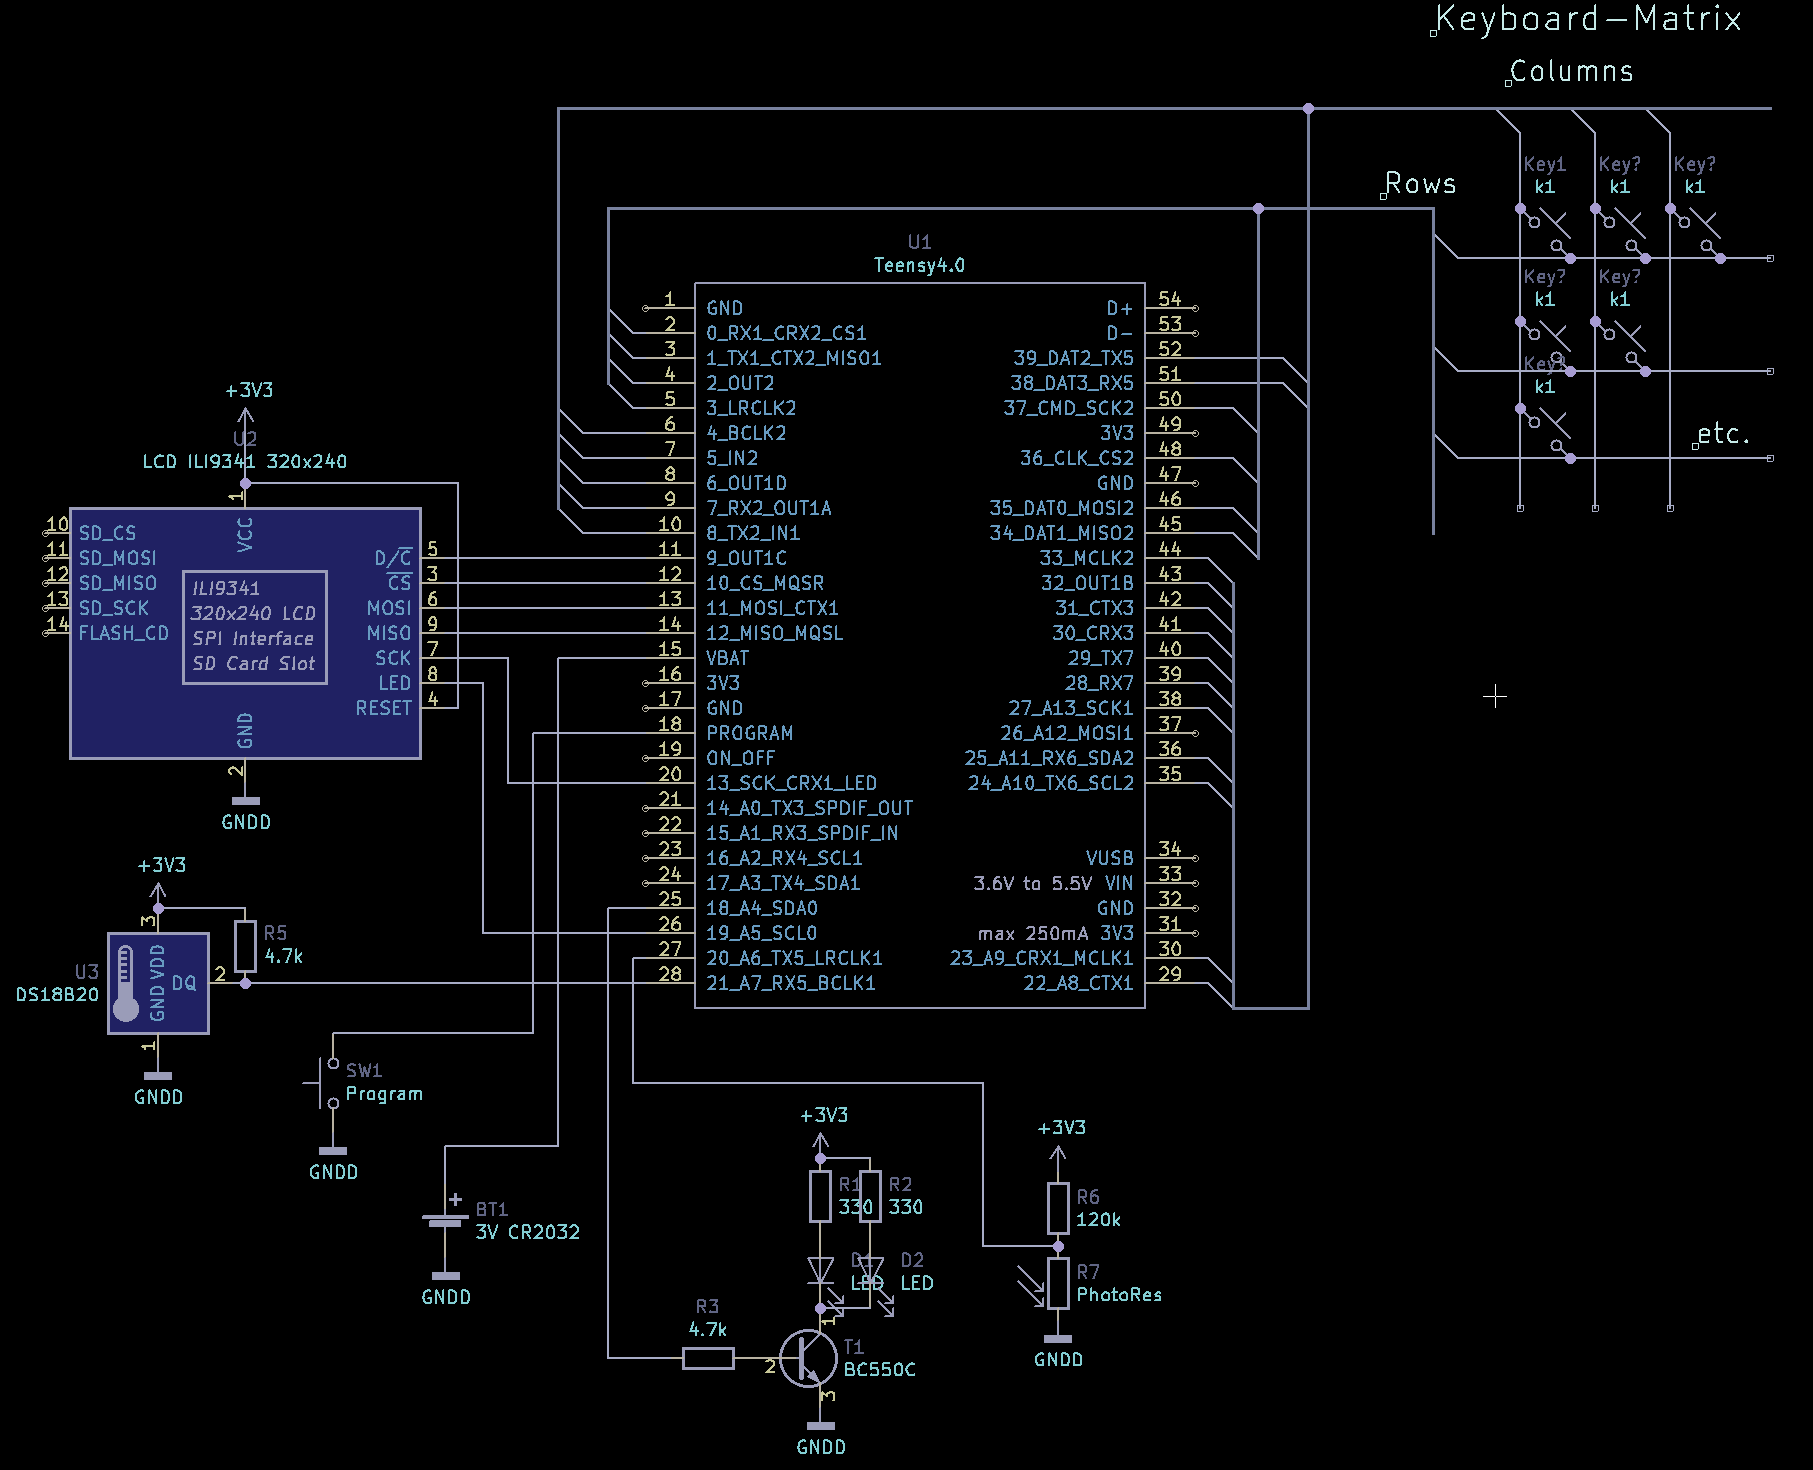 Keyboard-Matrix
Columns
Rows
etc.
Key1
k1
Key?
k1
Key?
k1
Key?
k1
Key?
k1
Key?
k1
U1
Teensy4.0
1 GND
2 0_RX1_CRX2_CS1
3 1_TX1_CTX2_MISO1
4 2_OUT2
5 3_LRCLK2
6 4_BCLK2
7 5_IN2
8 6_OUT1D
9 7_RX2_OUT1A
10 8_TX2_IN1
11 9_OUT1C
12 10_CS_MQSR
13 11_MOSI_CTX1
14 12_MISO_MQSL
15 VBAT
16 3V3
17 GND
18 PROGRAM
19 ON_OFF
20 13_SCK_CRX1_LED
21 14_A0_TX3_SPDIF_OUT
22 15_A1_RX3_SPDIF_IN
23 16_A2_RX4_SCL1
24 17_A3_TX4_SDA1
25 18_A4_SDA0
26 19_A5_SCL0
27 20_A6_TX5_LRCLK1
28 21_A7_RX5_BCLK1
D+ 54
D- 53
39_DAT2_TX5 52
38_DAT3_RX5 51
37_CMD_SCK2 50
3V3 49
36_CLK_CS2 48
GND 47
35_DAT0_MOSI2 46
34_DAT1_MISO2 45
33_MCLK2 44
32_OUT1B 43
31_CTX3 42
30_CRX3 41
29_TX7 40
28_RX7 39
27_A13_SCK1 38
26_A12_MOSI1 37
25_A11_RX6_SDA2 36
24_A10_TX6_SCL2 35
VUSB 34
3.6V to 5.5V VIN 33
GND 32
max 250mA 3V3 31
23_A9_CRX1_MCLK1 30
22_A8_CTX1 29
+3V3
U2
LCD ILI9341 320x240
1
VCC
10 SD_CS
11 SD_MOSI
12 SD_MISO
13 SD_SCK
14 FLASH_CD
ILI9341
320x240 LCD
SPI Interface
SD Card Slot
D/C 5
CS 3
MOSI 6
MISO 9
SCK 7
LED 8
RESET 4
GND
2
GNDD
+3V3
3
R5
4.7k
U3
DS18B20
VDD
GND
DQ 2
1
GNDD
SW1
Program
GNDD
+
BT1
3V CR2032
GNDD
+3V3
R1
330
R2
330
D1
LED
D2
LED
R3
4.7k
1
2
3
T1
BC550C
GNDD
+3V3
R6
120k
R7
PhotoRes
GNDD